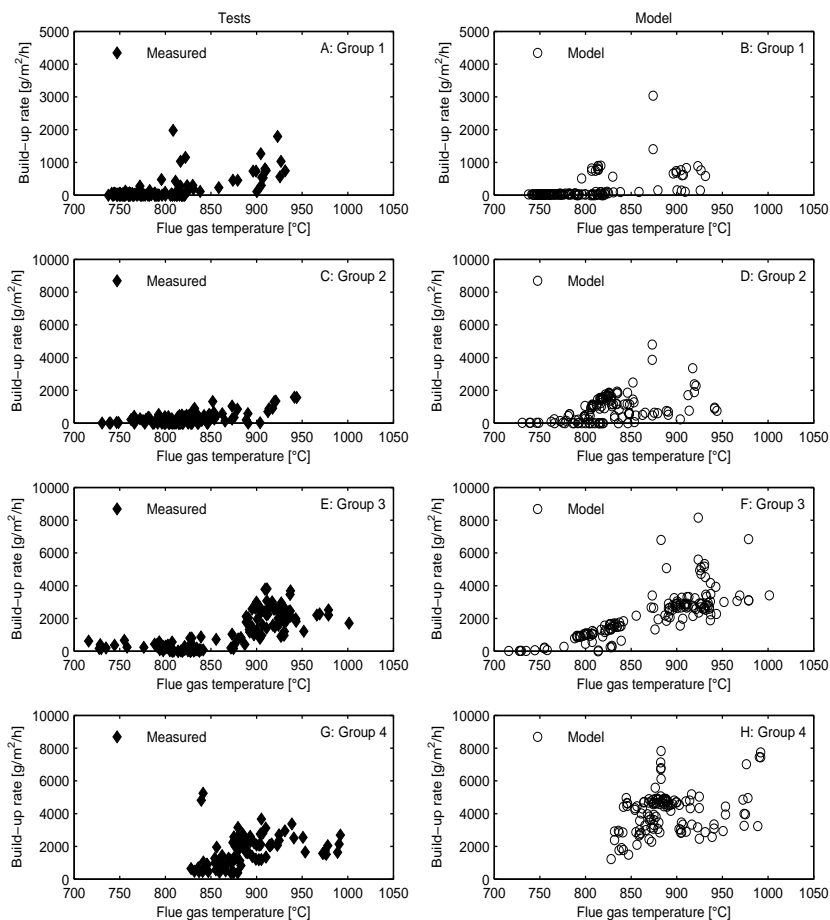 Tests
Model
A: Group 1
Measured
Build−up rate [g/m²/h]
5000
4000
3000
2000
1000
0
700 750 800 850 900 950 1000 1050
Flue gas temperature [°C]
B: Group 1
Model
Build−up rate [g/m²/h]
5000
4000
3000
2000
1000
0
700 750 800 850 900 950 1000 1050
Flue gas temperature [°C]
C: Group 2
Measured
Build−up rate [g/m²/h]
10000
8000
6000
4000
2000
0
700 750 800 850 900 950 1000 1050
Flue gas temperature [°C]
D: Group 2
Model
Build−up rate [g/m²/h]
10000
8000
6000
4000
2000
0
700 750 800 850 900 950 1000 1050
Flue gas temperature [°C]
E: Group 3
Measured
Build−up rate [g/m²/h]
10000
8000
6000
4000
2000
0
700 750 800 850 900 950 1000 1050
Flue gas temperature [°C]
F: Group 3
Model
Build−up rate [g/m²/h]
10000
8000
6000
4000
2000
0
700 750 800 850 900 950 1000 1050
Flue gas temperature [°C]
G: Group 4
Measured
Build−up rate [g/m²/h]
10000
8000
6000
4000
2000
0
700 750 800 850 900 950 1000 1050
Flue gas temperature [°C]
H: Group 4
Model
Build−up rate [g/m²/h]
10000
8000
6000
4000
2000
0
700 750 800 850 900 950 1000 1050
Flue gas temperature [°C]